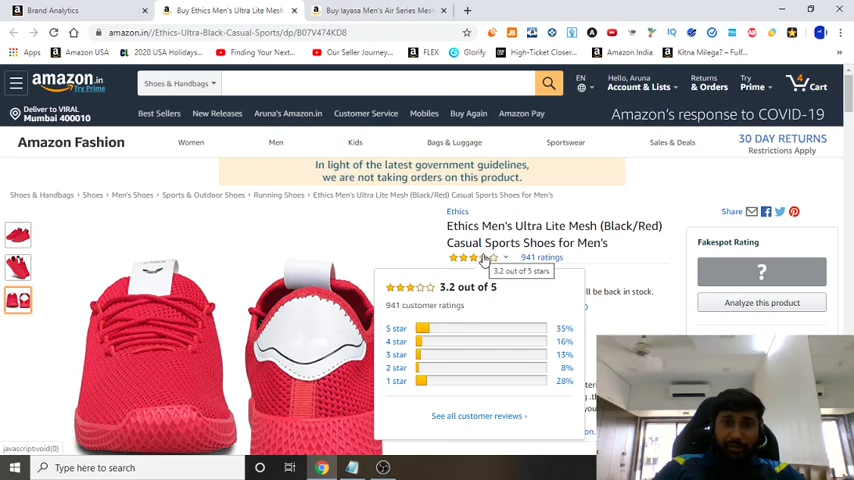 Brand Analytics
Buy Ethics Men's Ultra Lite Mesh
Buy layasa Men's Air Series Mesh
amazon.in/Ethics-Ultra-Black-Casual-Sports/dp/B07V474KD8
Apps
Amazon USA
2020 USA Holidays...
Finding Your Next...
Our Seller Journey...
FLEX
Glorify
High-Ticket Closer...
Amazon India
Kitna Milega? – Fulf...
amazon.in
Try Prime
Shoes & Handbags
EN
Hello, Aruna
Account & Lists
Returns
& Orders
Try
Prime
4
Cart
Deliver to VIRAL
Mumbai 400010
Best Sellers
New Releases
Aruna's Amazon.in
Customer Service
Mobiles
Buy Again
Amazon Pay
Amazon's response to COVID-19
Amazon Fashion
Women
Men
Kids
Bags & Luggage
Sportswear
Sales & Deals
30 DAY RETURNS
Restrictions Apply
In light of the latest government guidelines,
we are not taking orders on this product.
Shoes & Handbags › Shoes › Men's Shoes › Sports & Outdoor Shoes › Running Shoes › Ethics Men's Ultra Lite Mesh (Black/Red) Casual Sports Shoes for Men's
Ethics
Ethics Men's Ultra Lite Mesh (Black/Red)
Casual Sports Shoes for Men's
941 ratings
3.2 out of 5 stars
Share
Fakespot Rating
?
Analyze this product
3.2 out of 5
941 customer ratings
5 star 35%
4 star 16%
3 star 13%
2 star 8%
1 star 28%
See all customer reviews ›
ll be back in stock.
javascript:void(0)
Type here to search